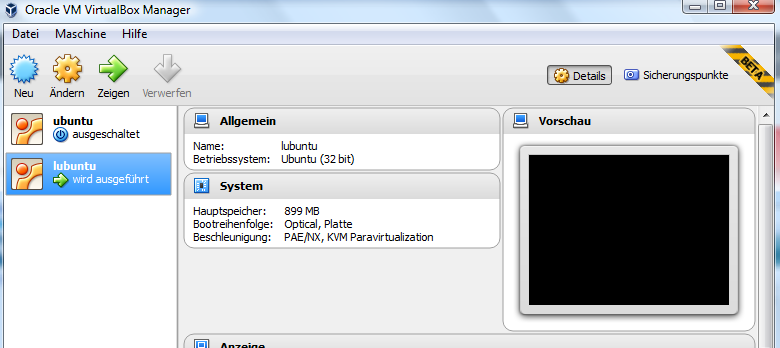 Oracle VM VirtualBox Manager
Datei Maschine Hilfe
Neu Ändern Zeigen Verwerfen Details Sicherungspunkte BETA
ubuntu
ausgeschaltet
lubuntu
wird ausgeführt
Allgemein
Name: lubuntu
Betriebssystem: Ubuntu (32 bit)
System
Hauptspeicher: 899 MB
Bootreihenfolge: Optical, Platte
Beschleunigung: PAE/NX, KVM Paravirtualization
Anzeige
Vorschau